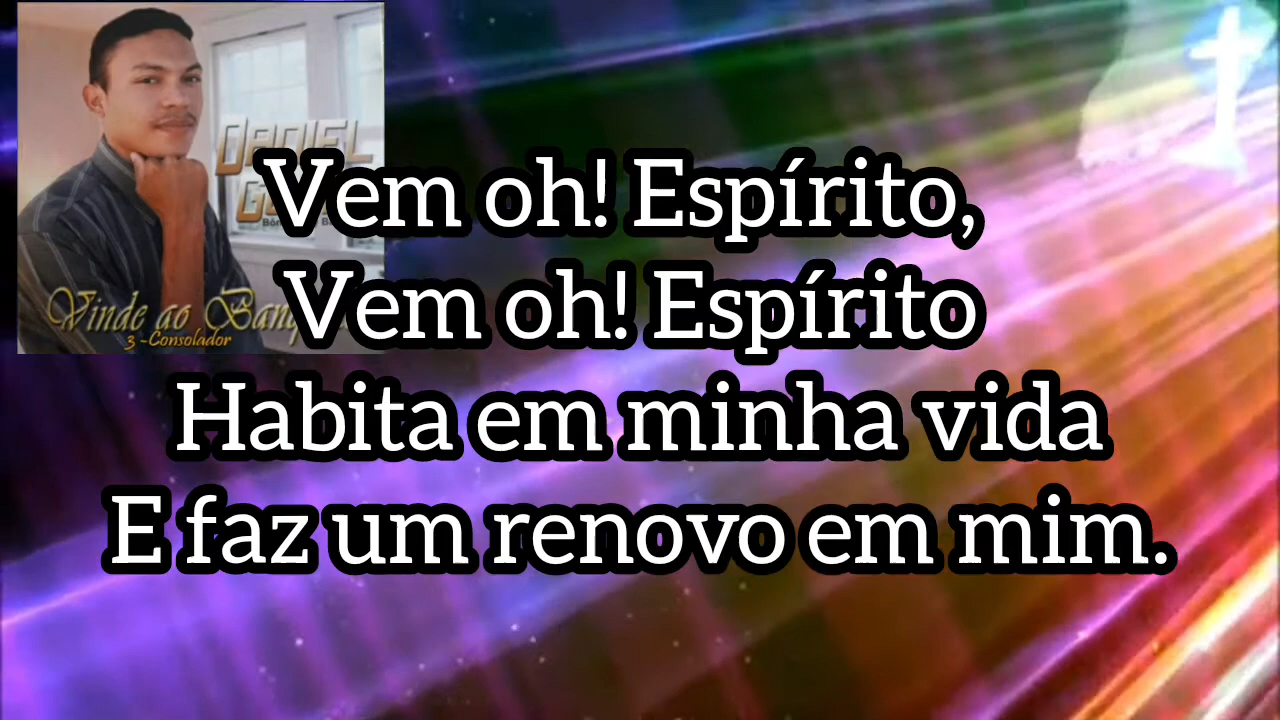 DANIEL
Vem oh! Espírito,
Vem oh! Espírito
Vinde ao
3 -Consolador
Habita em minha vida
E faz um renovo em mim.